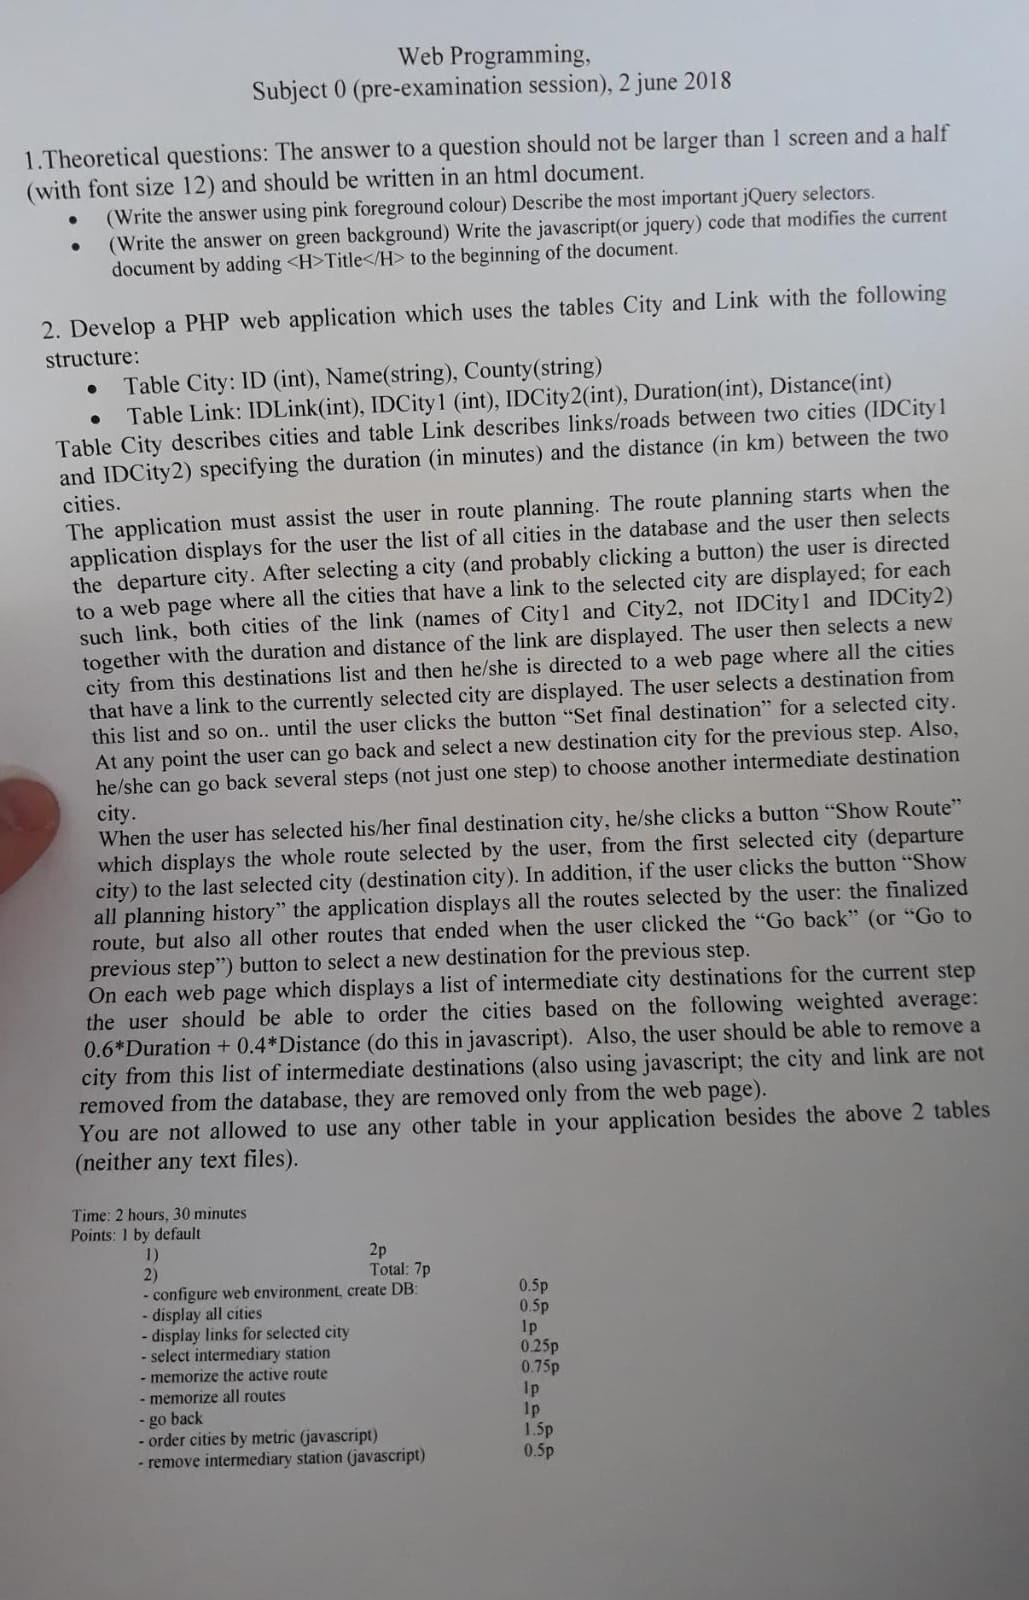 Web Programming,
Subject 0 (pre-examination session), 2 june 2018
1.Theoretical questions: The answer to a question should not be larger than 1 screen and a half
(with font size 12) and should be written in an html document.
• (Write the answer using pink foreground colour) Describe the most important jQuery selectors.
• (Write the answer on green background) Write the javascript(or jquery) code that modifies the current
document by adding <H>Title</H> to the beginning of the document.
2. Develop a PHP web application which uses the tables City and Link with the following
structure:
• Table City: ID (int), Name(string), County(string)
• Table Link: IDLink(int), IDCity1 (int), IDCity2(int), Duration(int), Distance(int)
Table City describes cities and table Link describes links/roads between two cities (IDCity1
and IDCity2) specifying the duration (in minutes) and the distance (in km) between the two
cities.
The application must assist the user in route planning. The route planning starts when the
application displays for the user the list of all cities in the database and the user then selects
the departure city. After selecting a city (and probably clicking a button) the user is directed
to a web page where all the cities that have a link to the selected city are displayed; for each
such link, both cities of the link (names of City1 and City2, not IDCity1 and IDCity2)
together with the duration and distance of the link are displayed. The user then selects a new
city from this destinations list and then he/she is directed to a web page where all the cities
that have a link to the currently selected city are displayed. The user selects a destination from
this list and so on.. until the user clicks the button “Set final destination” for a selected city.
At any point the user can go back and select a new destination city for the previous step. Also,
he/she can go back several steps (not just one step) to choose another intermediate destination
city.
When the user has selected his/her final destination city, he/she clicks a button “Show Route”
which displays the whole route selected by the user, from the first selected city (departure
city) to the last selected city (destination city). In addition, if the user clicks the button “Show
all planning history” the application displays all the routes selected by the user: the finalized
route, but also all other routes that ended when the user clicked the “Go back” (or “Go to
previous step”) button to select a new destination for the previous step.
On each web page which displays a list of intermediate city destinations for the current step
the user should be able to order the cities based on the following weighted average:
0.6*Duration + 0.4*Distance (do this in javascript). Also, the user should be able to remove a
city from this list of intermediate destinations (also using javascript; the city and link are not
removed from the database, they are removed only from the web page).
You are not allowed to use any other table in your application besides the above 2 tables
(neither any text files).
Time: 2 hours, 30 minutes
Points: 1 by default
1) 2p
2) Total: 7p
- configure web environment, create DB: 0.5p
- display all cities 0.5p
- display links for selected city 1p
- select intermediary station 0.25p
- memorize the active route 0.75p
- memorize all routes 1p
- go back 1p
- order cities by metric (javascript) 1.5p
- remove intermediary station (javascript) 0.5p